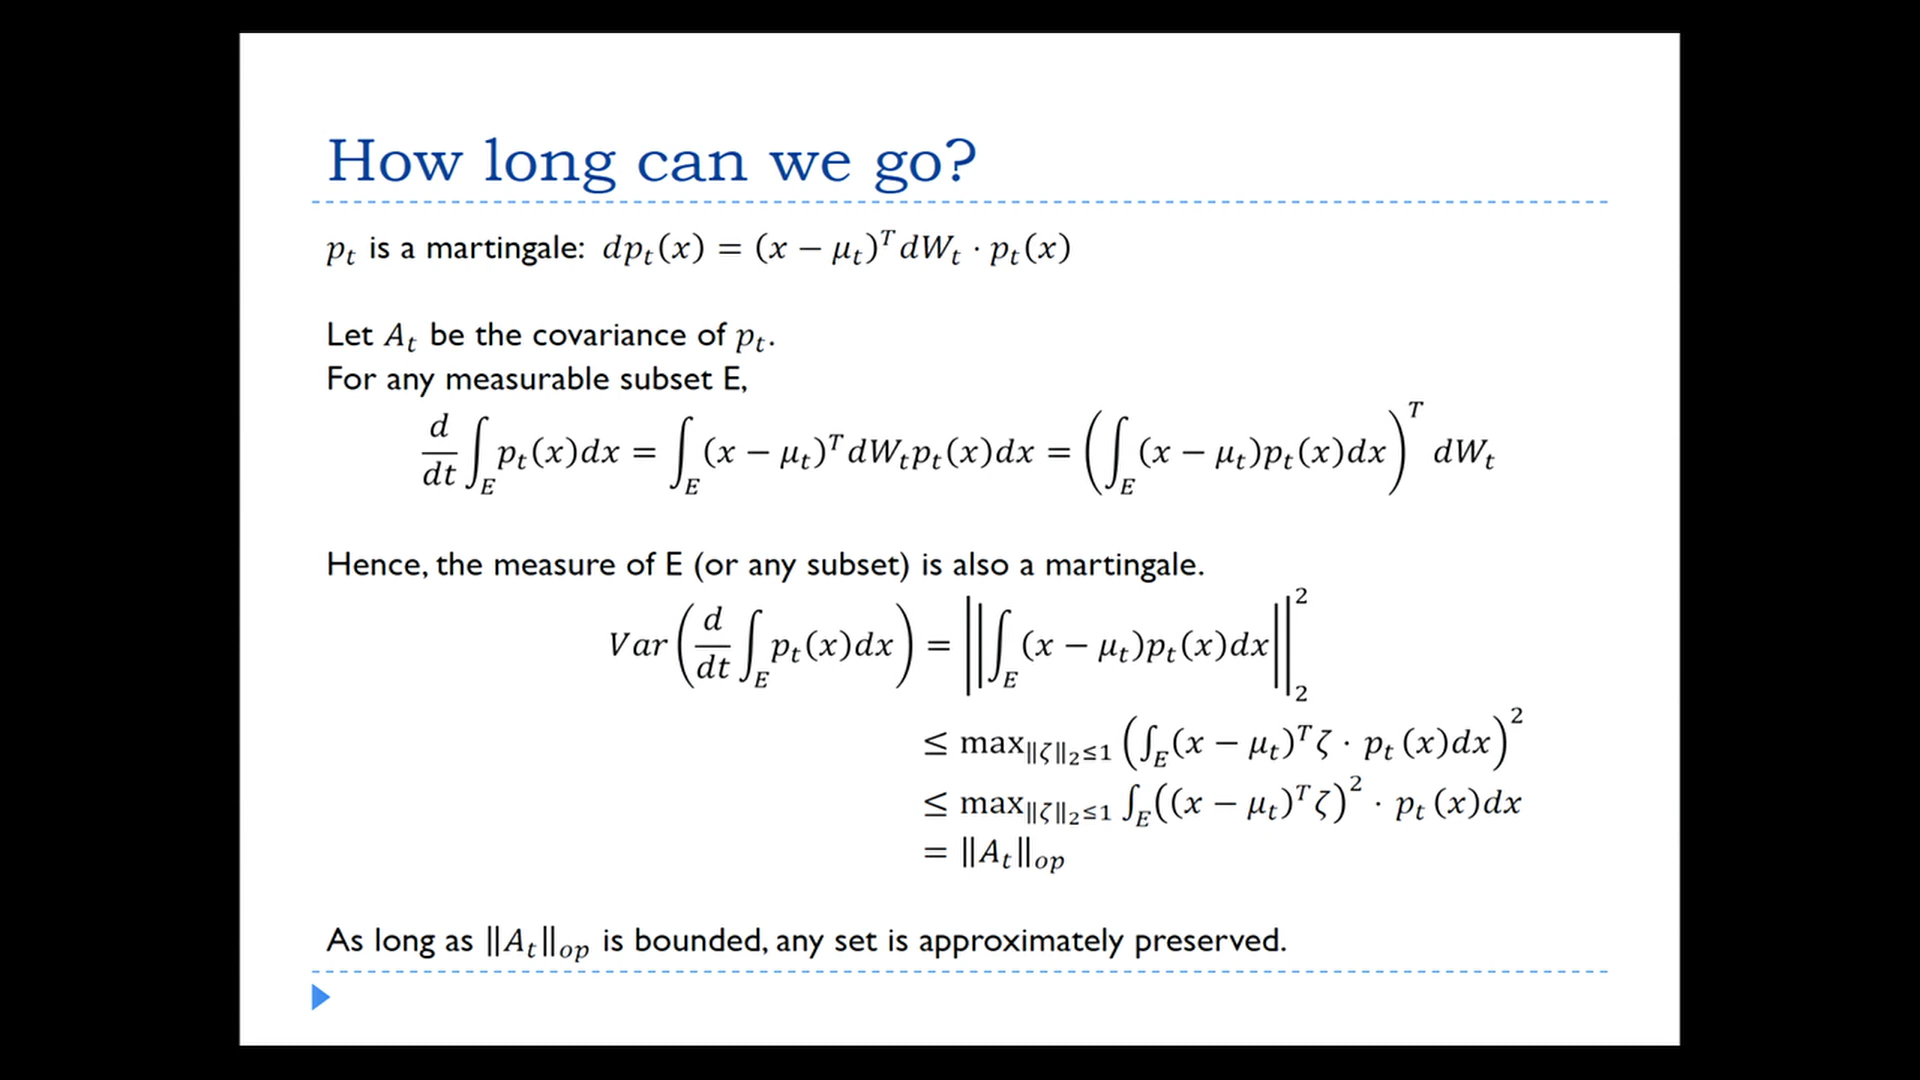 How long can we go?
p_t is a martingale: dp_t(x) = (x − μ_t)^T dW_t · p_t(x)
Let A_t be the covariance of p_t.
For any measurable subset E,
d/dt ∫_E p_t(x)dx = ∫_E (x − μ_t)^T dW_t p_t(x)dx = (∫_E (x − μ_t)p_t(x)dx)^T dW_t
Hence, the measure of E (or any subset) is also a martingale.
Var(d/dt ∫_E p_t(x)dx) = ||∫_E (x − μ_t)p_t(x)dx||_2^2
≤ max_{‖ζ‖_2≤1} (∫_E (x − μ_t)^T ζ · p_t (x)dx)^2
≤ max_{‖ζ‖_2≤1} ∫_E ((x − μ_t)^T ζ)^2 · p_t (x)dx
= ‖A_t‖_op
As long as ‖A_t‖_op is bounded, any set is approximately preserved.